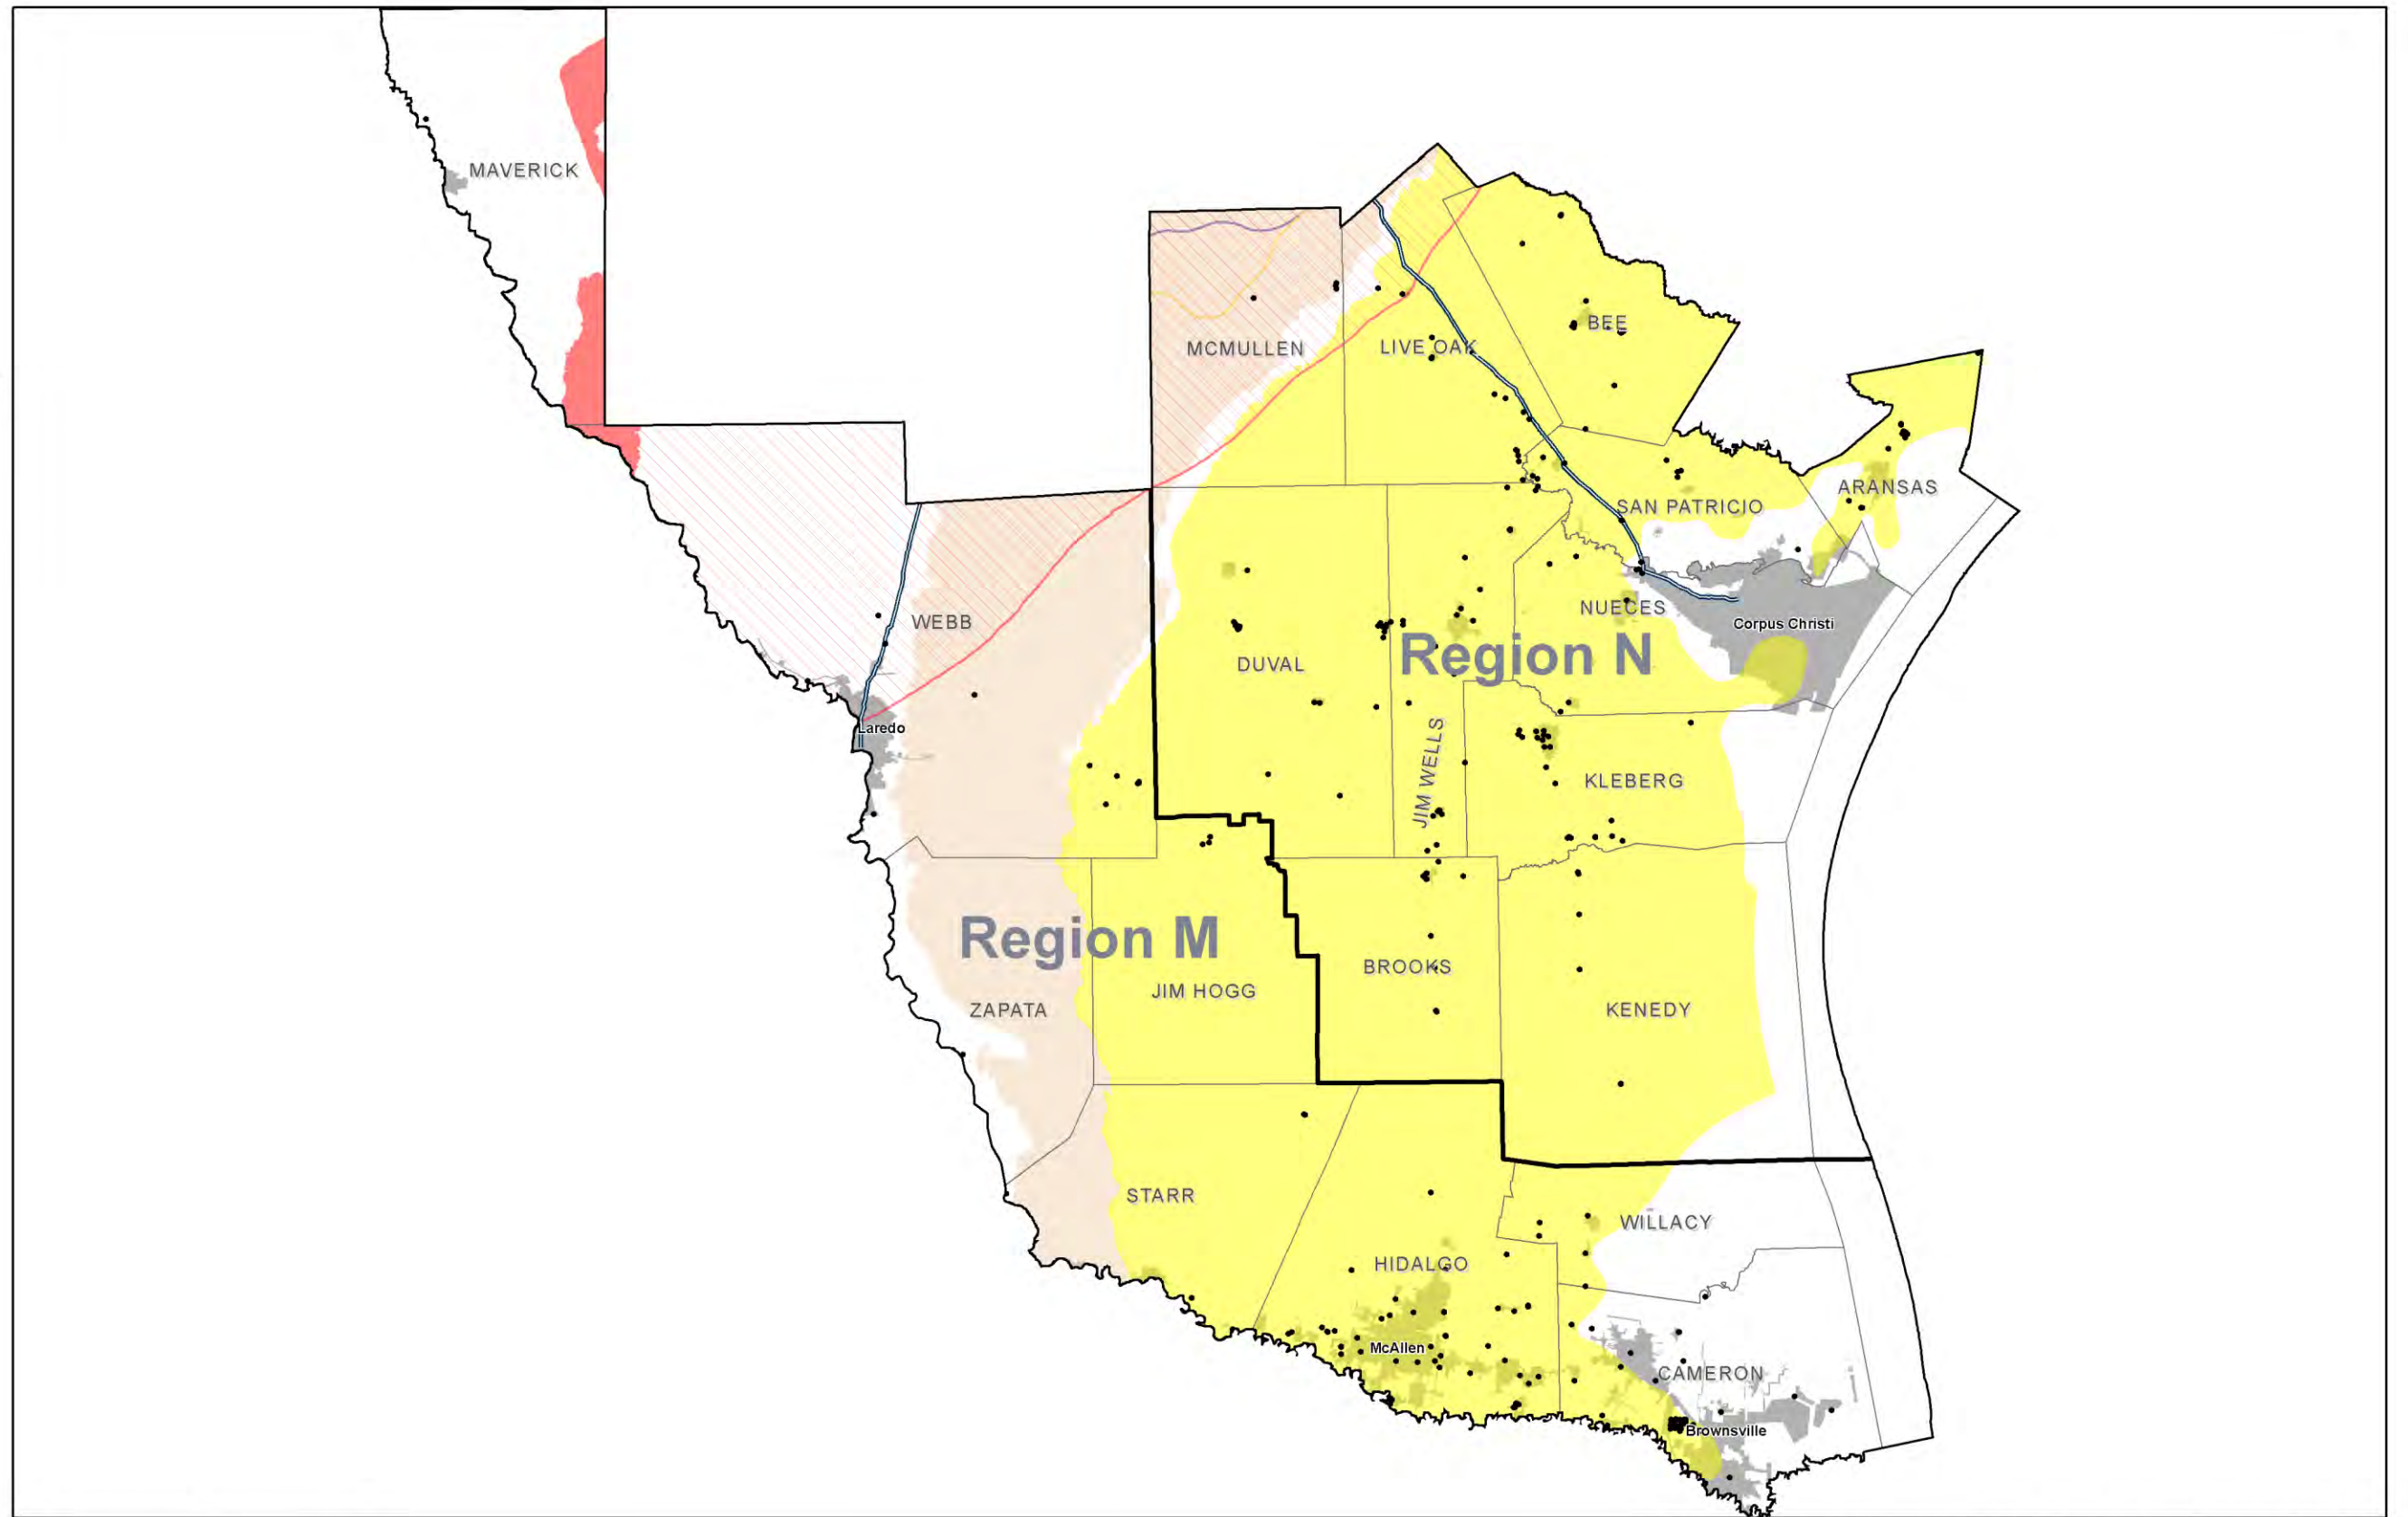 MAVERICK
BEE
MCMULLEN
LIVE OAK
ARANSAS
SAN PATRICIO
NUECES
WEBB
Corpus Christi
Region N
DUVAL
Laredo
JIM WELLS
KLEBERG
Region M
BROOKS
JIM HOGG
ZAPATA
KENEDY
STARR
WILLACY
HIDALGO
McAllen
CAMERON
Brownsville